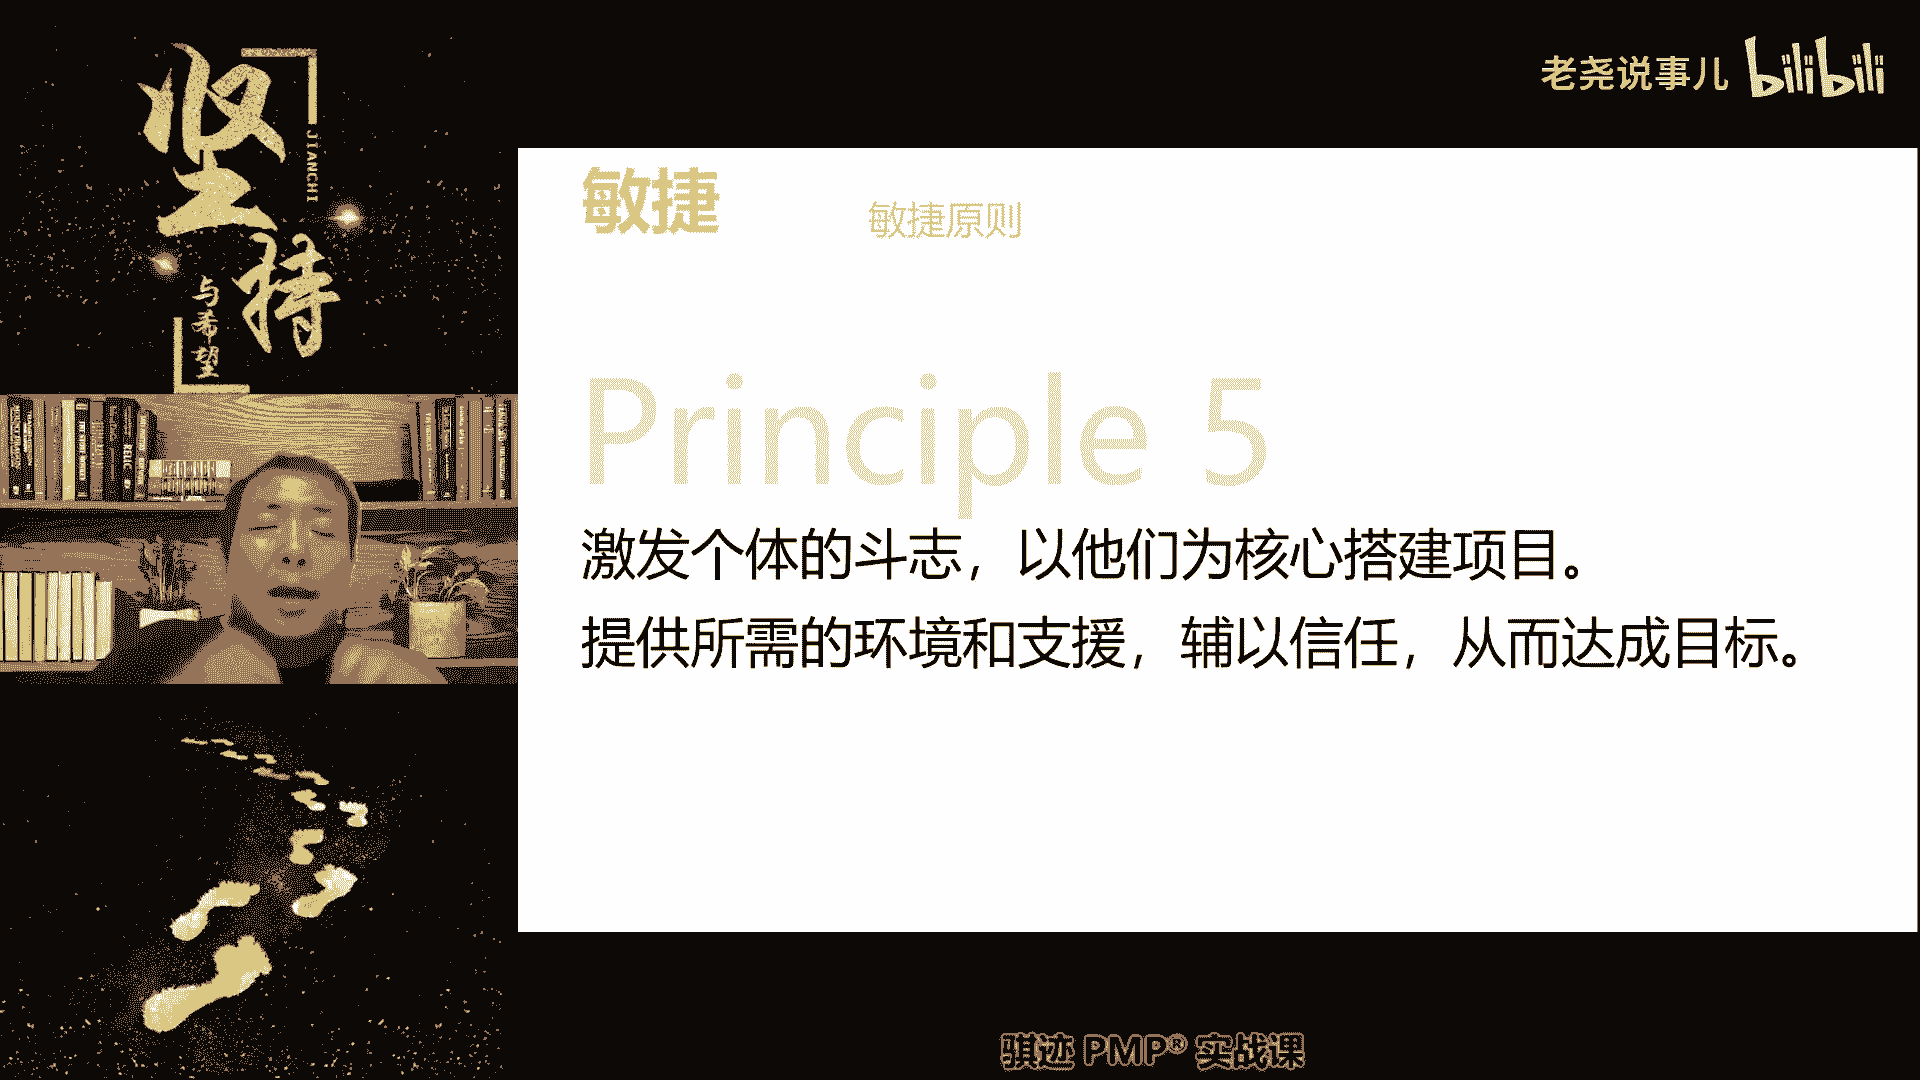 坚持
JIANCHI
与希望
老尧说事儿 bilibili
敏捷
敏捷原则
Principle 5
激发个体的斗志，以他们为核心搭建项目。
提供所需的环境和支援，辅以信任，从而达成目标。
骐迹 PMP® 实战课